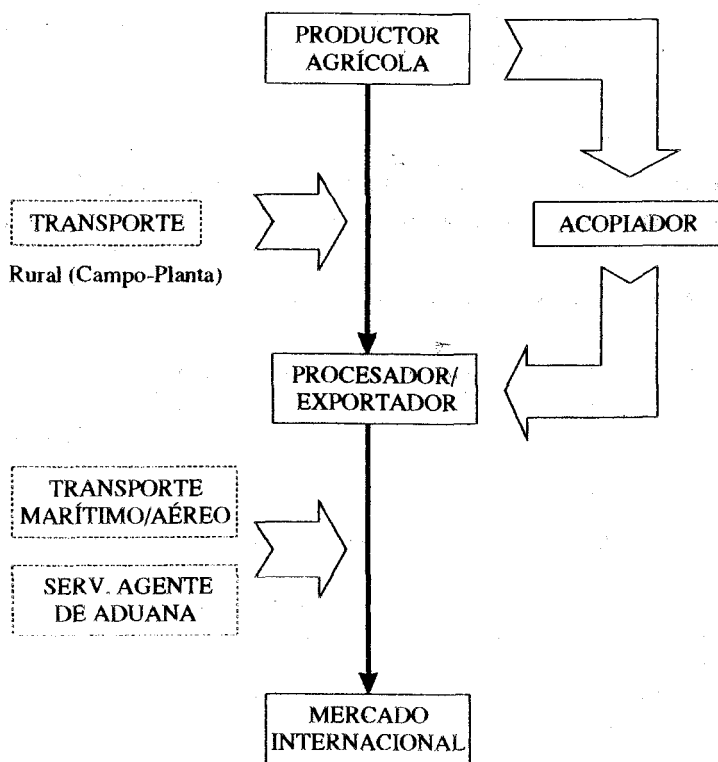 PRODUCTOR
AGRÍCOLA
TRANSPORTE
Rural (Campo-Planta)
ACOPIADOR
PROCESADOR/
EXPORTADOR
TRANSPORTE
MARÍTIMO/AÉREO
SERV. AGENTE
DE ADUANA
MERCADO
INTERNACIONAL